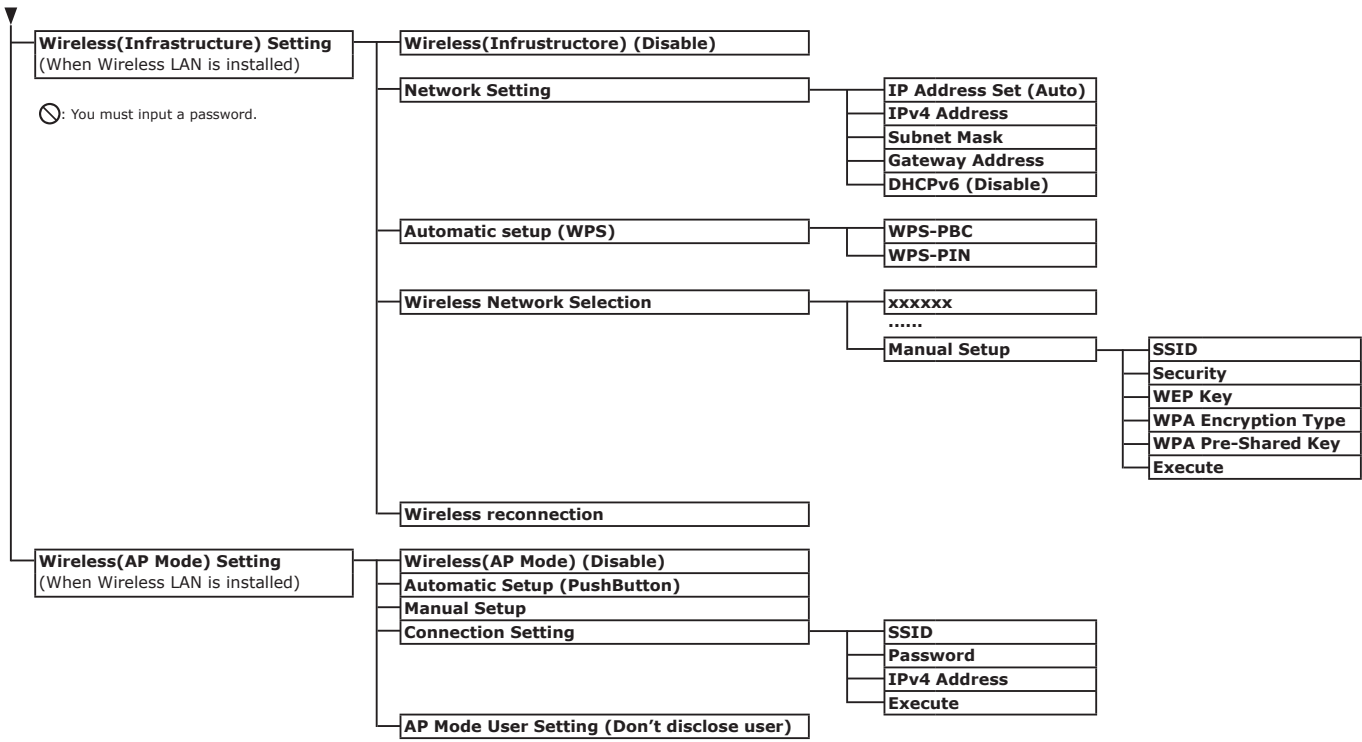 Wireless(Infrastructure) Setting
(When Wireless LAN is installed)
: You must input a password.
Wireless(Infrustructore) (Disable)
Network Setting
IP Address Set (Auto)
IPv4 Address
Subnet Mask
Gateway Address
DHCPv6 (Disable)
Automatic setup (WPS)
WPS-PBC
WPS-PIN
Wireless Network Selection
xxxxxx
......
Manual Setup
SSID
Security
WEP Key
WPA Encryption Type
WPA Pre-Shared Key
Execute
Wireless reconnection
Wireless(AP Mode) Setting
(When Wireless LAN is installed)
Wireless(AP Mode) (Disable)
Automatic Setup (PushButton)
Manual Setup
Connection Setting
SSID
Password
IPv4 Address
Execute
AP Mode User Setting (Don’t disclose user)